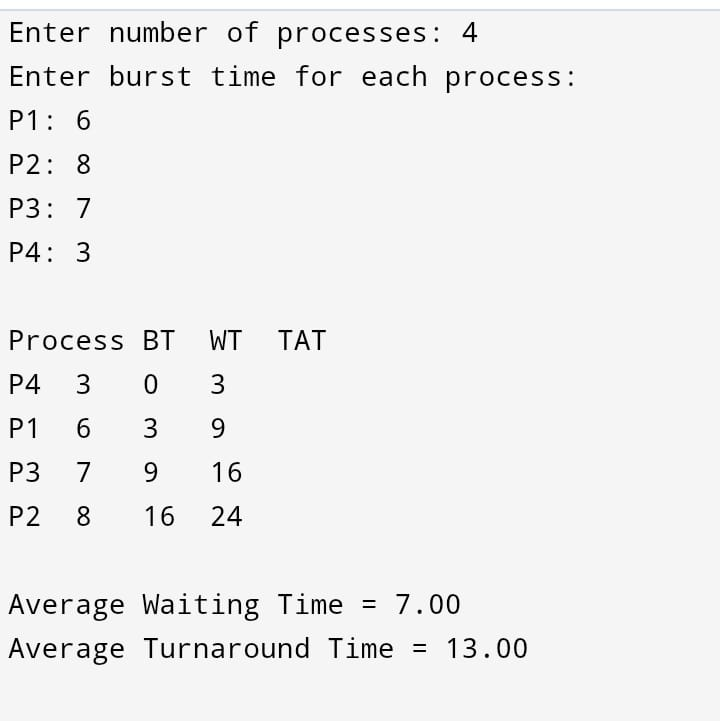 Enter number of processes: 4
Enter burst time for each process:
P1: 6
P2: 8
P3: 7
P4: 3
Process BT WT TAT
P4 3 0 3
P1 6 3 9
P3 7 9 16
P2 8 16 24
Average Waiting Time = 7.00
Average Turnaround Time = 13.00